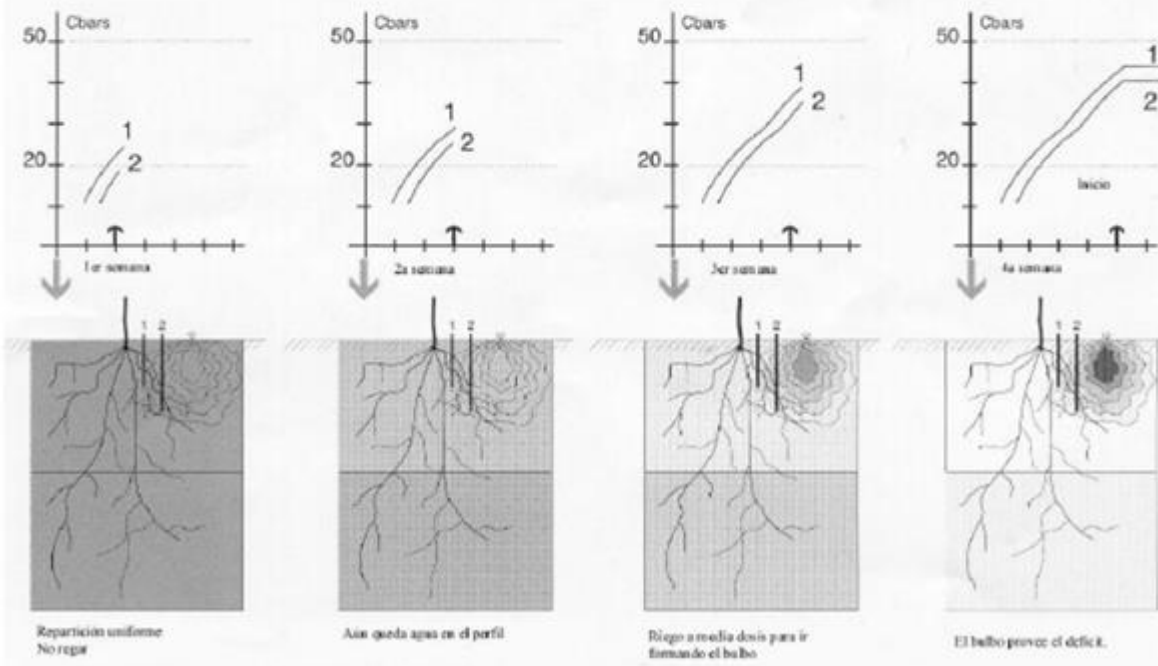 Cbars
50
20
1
2
1er semana
1 2
Repartición uniforme
No regar
Cbars
50
20
1
2
2a semana
1 2
Aún queda agua en el perfil
Cbars
50
20
1
2
3er semana
1 2
Riego a media dosis para ir
formando el bulbo
Cbars
50
20
1
2
Inicio
4a semana
1 2
El bulbo provee el deficit.